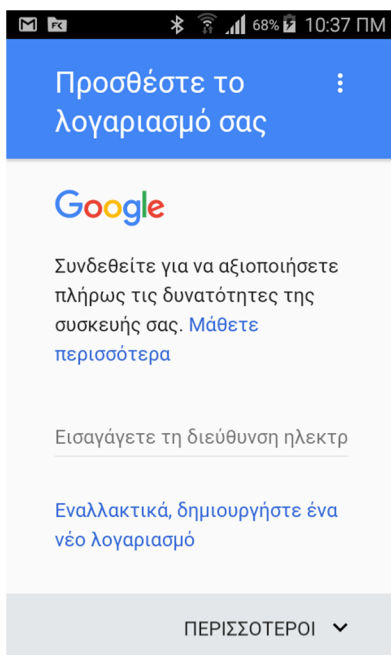 68% 10:37 ΠΜ
Προσθέστε το
λογαριασμό σας
Google
Συνδεθείτε για να αξιοποιήσετε
πλήρως τις δυνατότητες της
συσκευής σας. Μάθετε
περισσότερα
Εισαγάγετε τη διεύθυνση ηλεκτρ
Εναλλακτικά, δημιουργήστε ένα
νέο λογαριασμό
ΠΕΡΙΣΣΟΤΕΡΟΙ